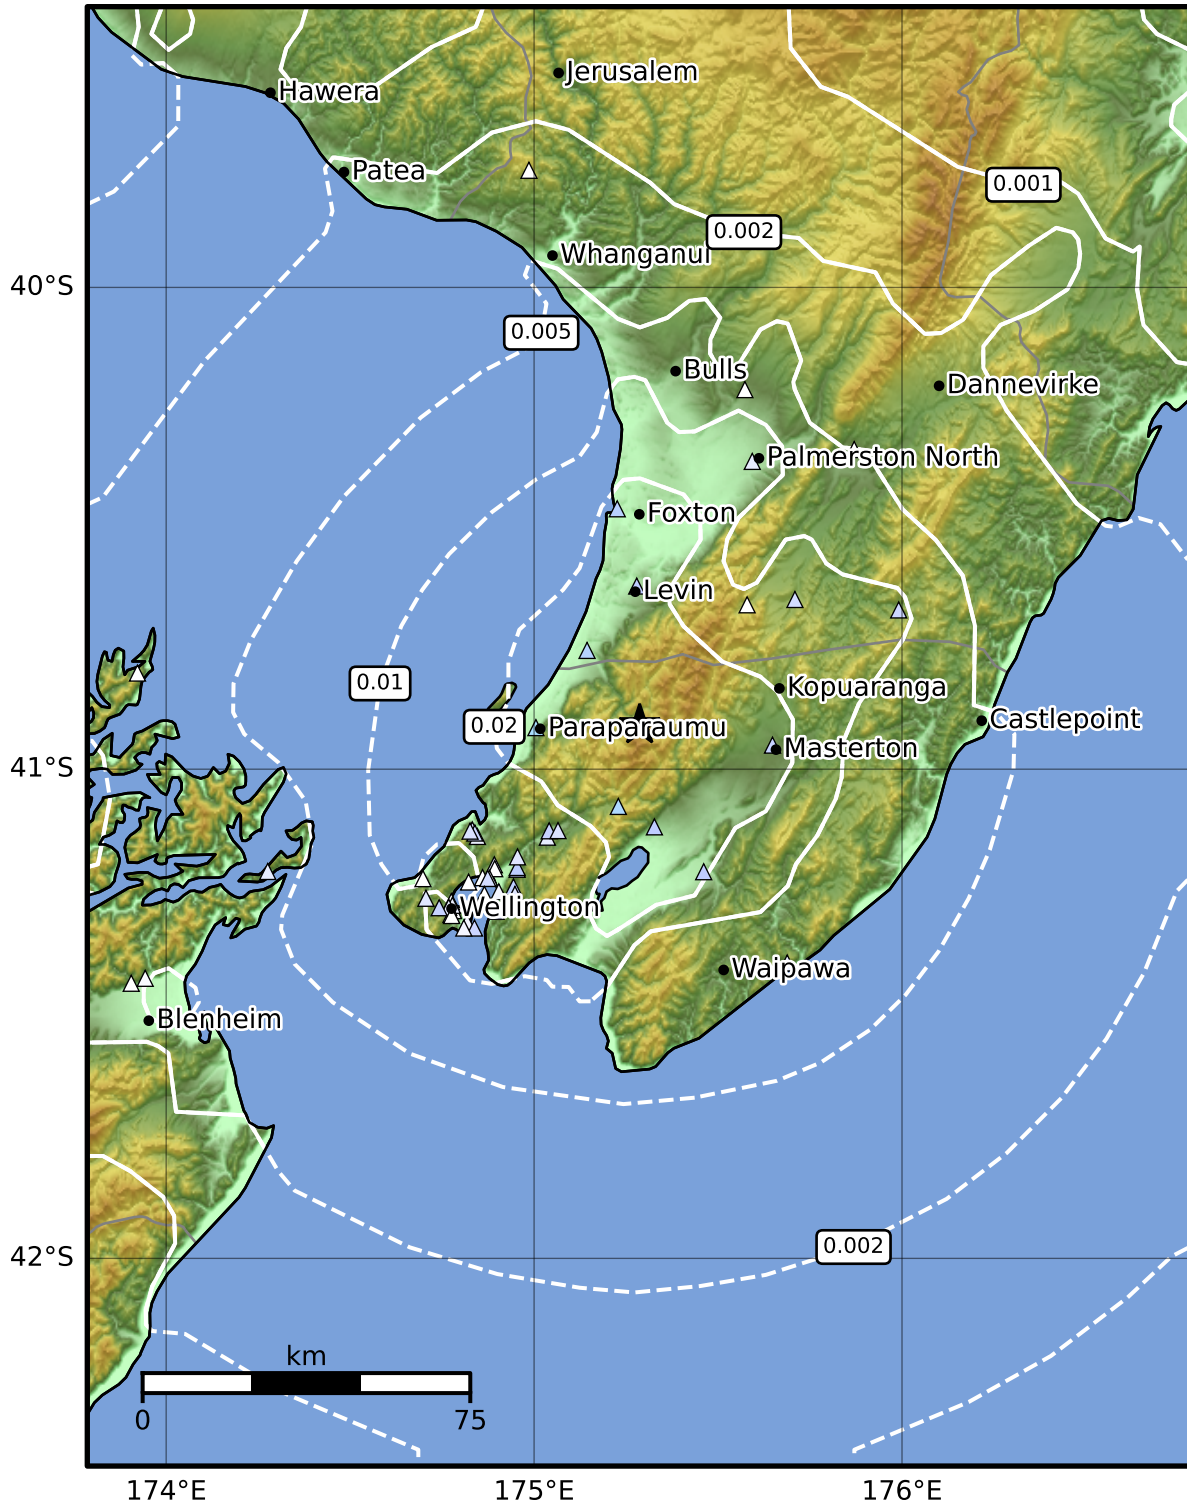 Jerusalem
Hawera
Patea
0.001
0.002
Whanganui
40°S
0.005
Bulls
Dannevirke
Palmerston North
Foxton
Levin
0.01
Kopuaranga
0.02
Paraparaumu
Castlepoint
Masterton
41°S
Wellington
Waipawa
Blenheim
0.002
42°S
km
0
75
174°E
175°E
176°E